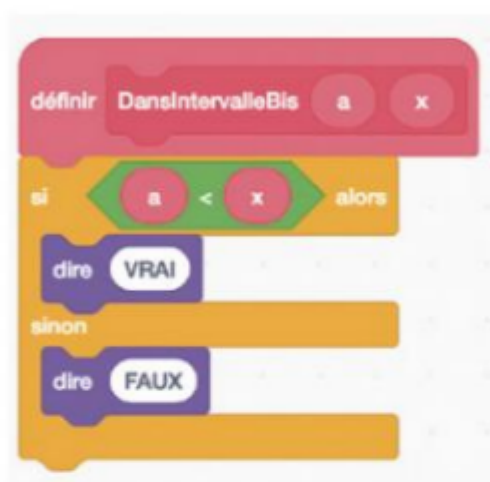 définir DansIntervalleBis a x
si a < x alors
dire VRAI
sinon
dire FAUX